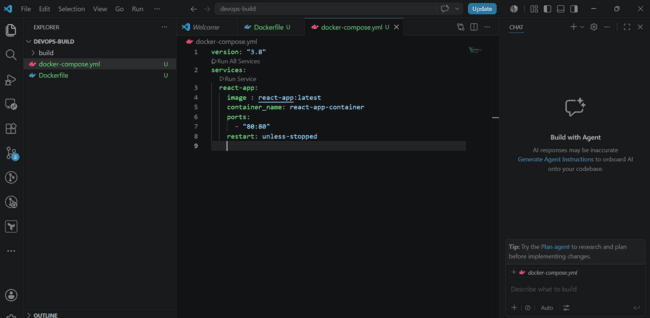 File Edit Selection View Go Run ···
devops-build
Update
EXPLORER
DEVOPS-BUILD
build
docker-compose.yml U
Dockerfile U
OUTLINE
Welcome
Dockerfile U
docker-compose.yml U
docker-compose.yml
1 version: "3.8"
Run All Services
2 services:
Run Service
3 react-app:
4 image : react-app:latest
5 container_name: react-app-container
6 ports:
7 - "80:80"
8 restart: unless-stopped
9
CHAT
Build with Agent
AI responses may be inaccurate
Generate Agent Instructions to onboard AI
onto your codebase.
Tip: Try the Plan agent to research and plan
before implementing changes.
docker-compose.yml
Describe what to build
Auto